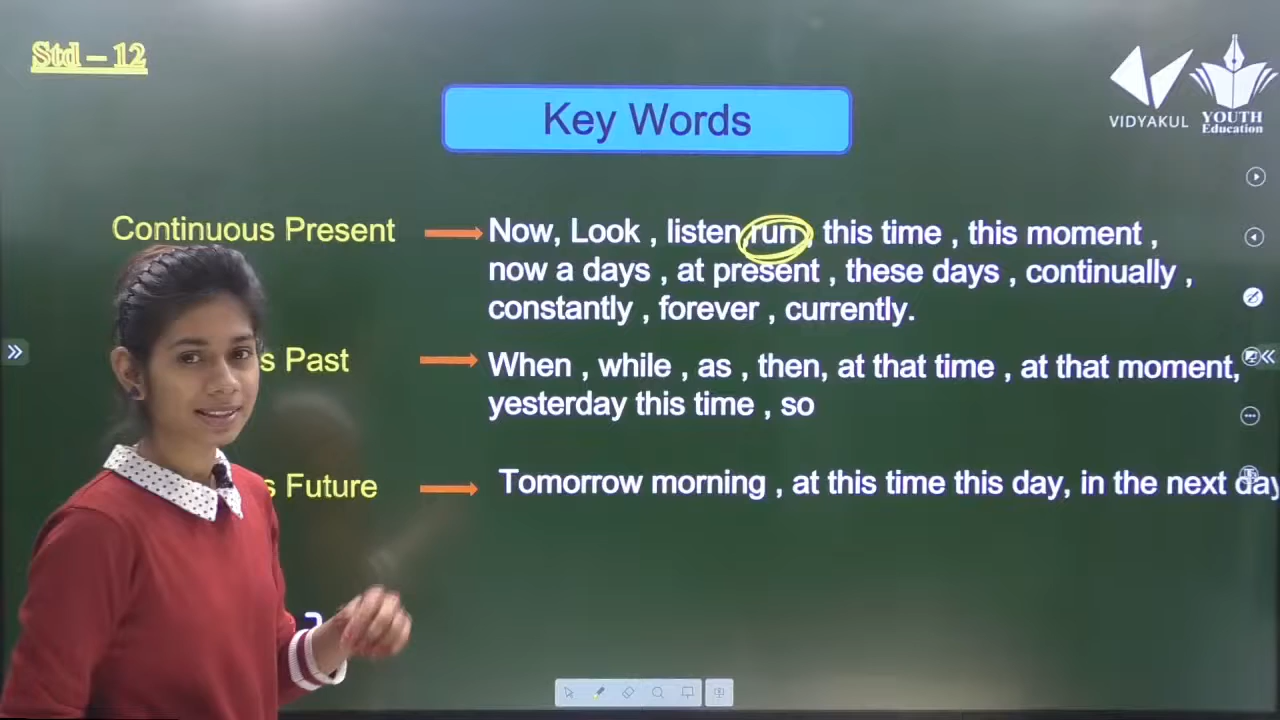 Std – 12
VIDYAKUL
YOUTH
Education
Key Words
Continuous Present
Now, Look , listen, run , this time , this moment ,
now a days , at present , these days , continually ,
constantly , forever , currently.
s Past
When , while , as , then, at that time , at that moment,
yesterday this time , so
s Future
Tomorrow morning , at this time this day, in the next day